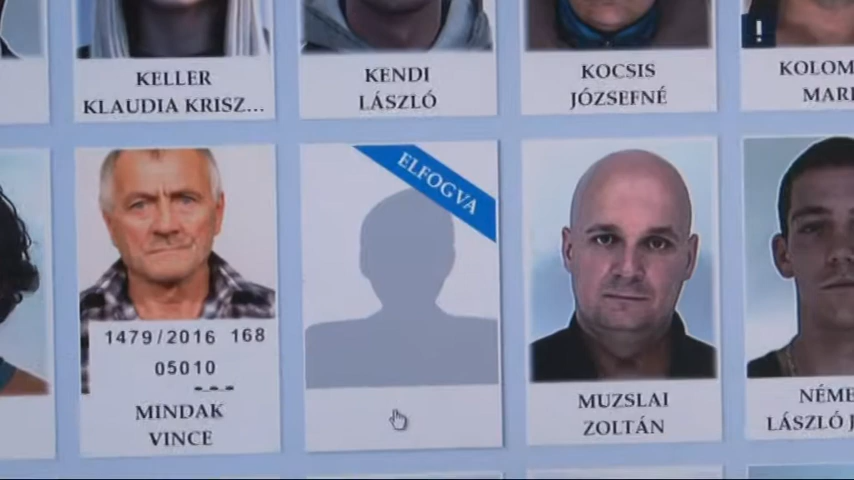 KELLER
KLAUDIA KRISZ...
KENDI
LÁSZLÓ
KOCSIS
JÓZSEFNÉ
!
KOLOM
MARI
ELFOGVA
1479/2016 168
05010
MINDAK
VINCE
MUZSLAI
ZOLTÁN
NÉME
LÁSZLÓ J